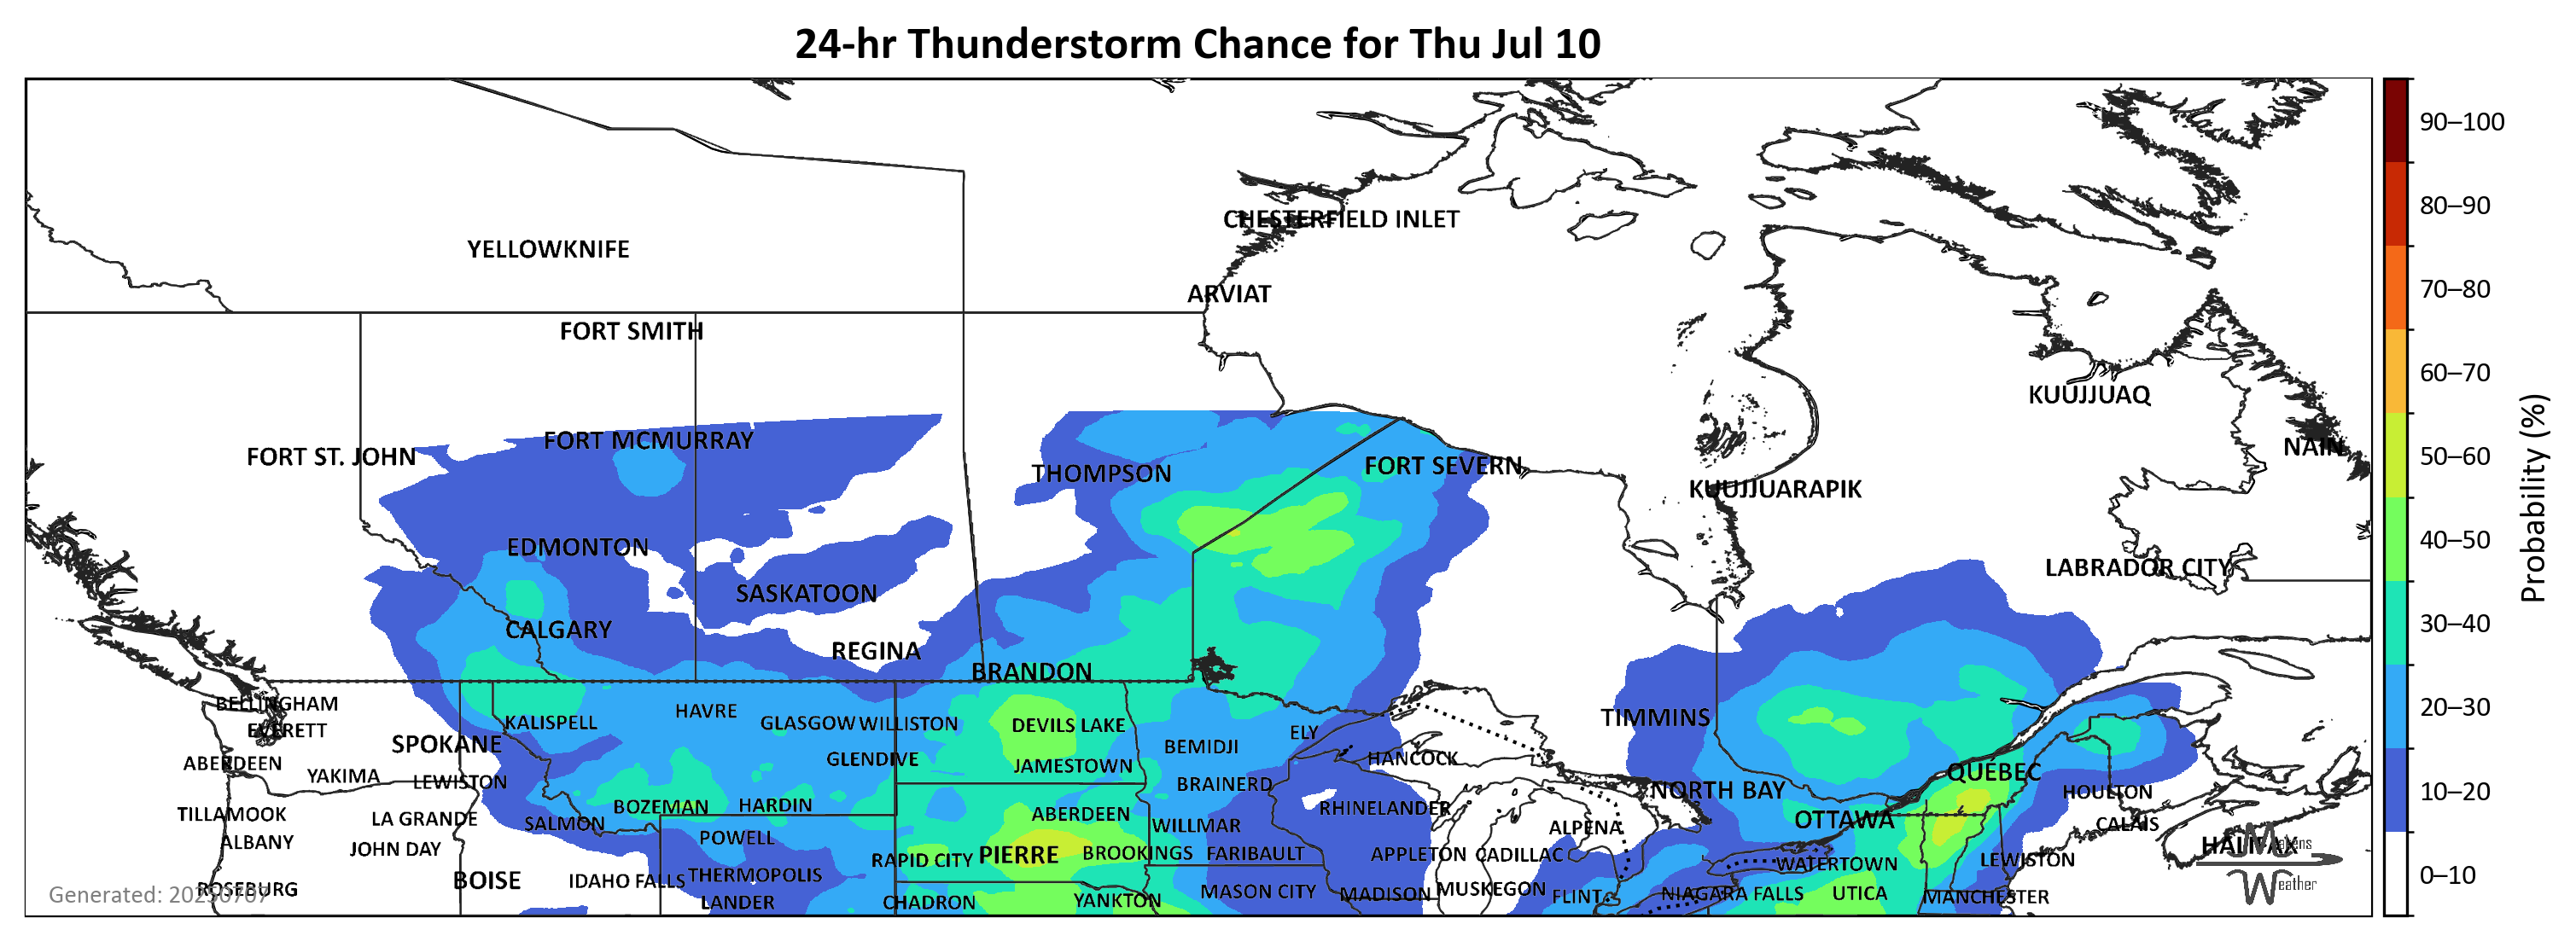 24-hr Thunderstorm Chance for Thu Jul 10
90–100
80–90
CHESTERFIELD INLET
YELLOWKNIFE
70–80
ARVIAT
FORT SMITH
60–70
KUUJJUAQ
FORT MCMURRAY
NAIN
FORT ST. JOHN
50–60
THOMPSON
FORT SEVERN
KUUJJUARAPIK
Probability (%)
EDMONTON
40–50
LABRADOR CITY
SASKATOON
CALGARY
30–40
REGINA
BRANDON
BELLINGHAM
HAVRE
20–30
TIMMINS
KALISPELL
GLASGOW
WILLISTON
DEVILS LAKE
EVERETT
ELY
SPOKANE
BEMIDJI
GLENDIVE
HANCOCK
ABERDEEN
JAMESTOWN
QUÉBEC
YAKIMA
LEWISTON
BRAINERD
NORTH BAY
HOULTON
10–20
BOZEMAN
HARDIN
RHINELANDER
TILLAMOOK
LA GRANDE
ABERDEEN
SALMON
WILLMAR
ALPENA
OTTAWA
CALAIS
POWELL
ALBANY
JOHN DAY
HALIFAX
Makens
Weather
RAPID CITY
PIERRE
BROOKINGS
FARIBAULT
APPLETON
CADILLAC
WATERTOWN
LEWISTON
BOISE
IDAHO FALLS
THERMOPOLIS
0–10
ROSEBURG
Generated: 20250707
MASON CITY
MADISON
MUSKEGON
FLINT
NIAGARA FALLS
UTICA
MANCHESTER
LANDER
CHADRON
YANKTON